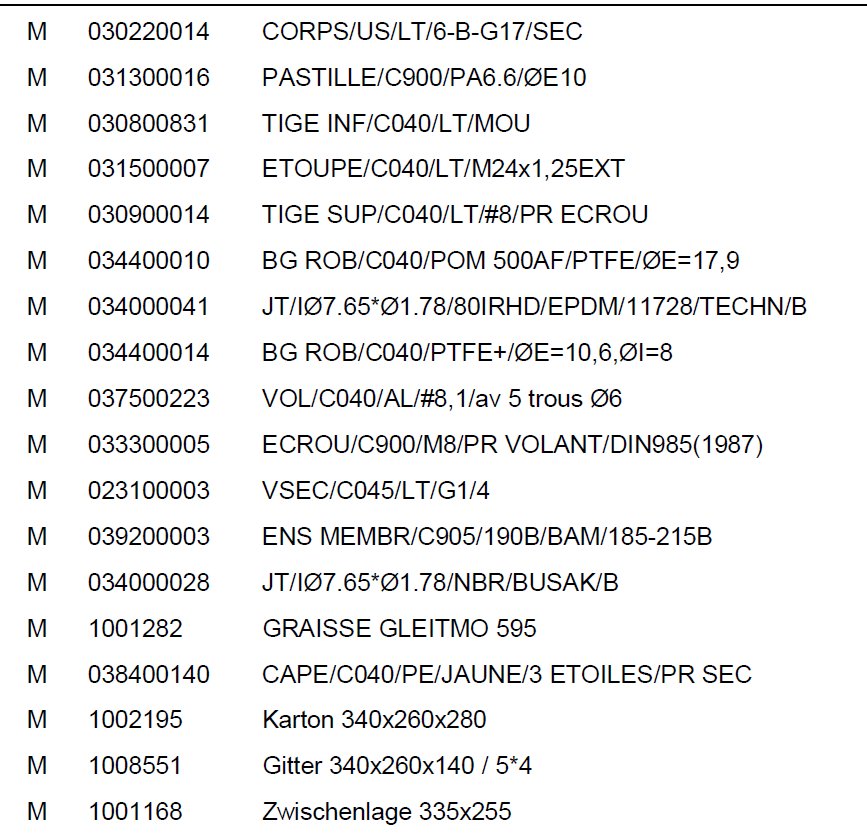 M 030220014 CORPS/US/LT/6-B-G17/SEC
M 031300016 PASTILLE/C900/PA6.6/ØE10
M 030800831 TIGE INF/C040/LT/MOU
M 031500007 ETOUPE/C040/LT/M24x1,25EXT
M 030900014 TIGE SUP/C040/LT/#8/PR ECROU
M 034400010 BG ROB/C040/POM 500AF/PTFE/ØE=17,9
M 034000041 JT/IØ7.65*Ø1.78/80IRHD/EPDM/11728/TECHN/B
M 034400014 BG ROB/C040/PTFE+/ØE=10,6,ØI=8
M 037500223 VOL/C040/AL/#8,1/av 5 trous Ø6
M 033300005 ECROU/C900/M8/PR VOLANT/DIN985(1987)
M 023100003 VSEC/C045/LT/G1/4
M 039200003 ENS MEMBR/C905/190B/BAM/185-215B
M 034000028 JT/IØ7.65*Ø1.78/NBR/BUSAK/B
M 1001282 GRAISSE GLEITMO 595
M 038400140 CAPE/C040/PE/JAUNE/3 ETOILES/PR SEC
M 1002195 Karton 340x260x280
M 1008551 Gitter 340x260x140 / 5*4
M 1001168 Zwischenlage 335x255